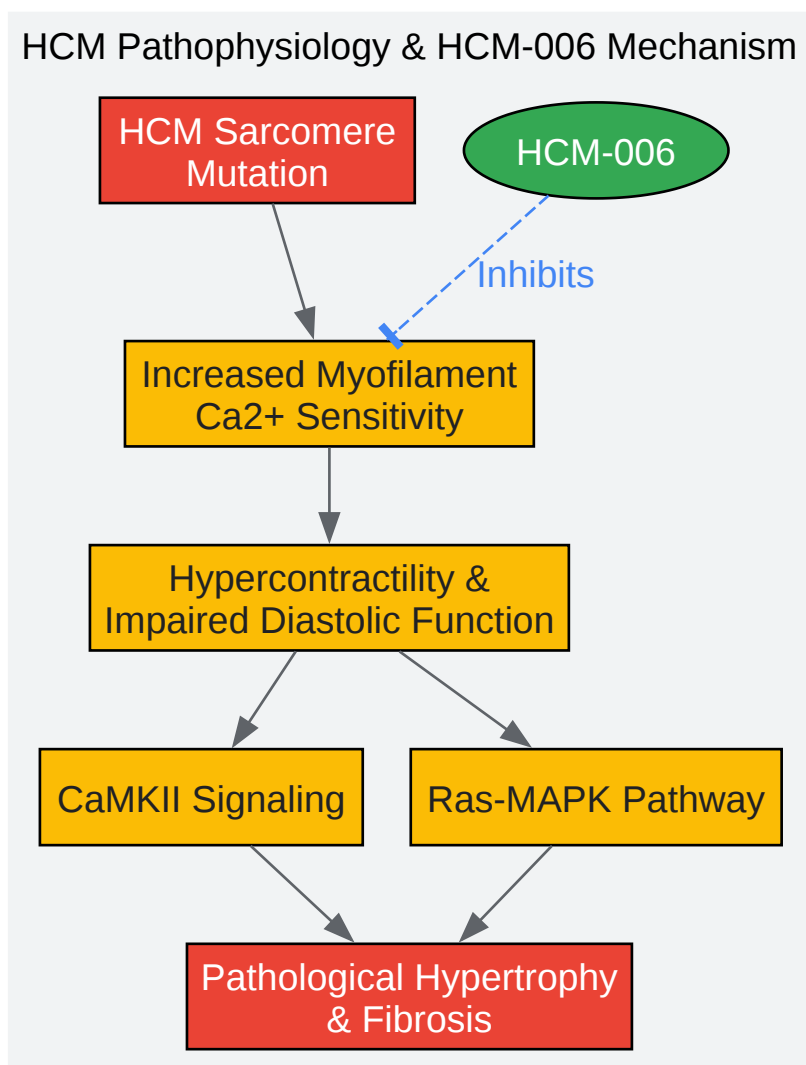 HCM Pathophysiology & HCM-006 Mechanism
HCM Sarcomere
Mutation
HCM-006
Inhibits
Increased Myofilament
Ca2+ Sensitivity
Hypercontractility &
Impaired Diastolic Function
CaMKII Signaling
Ras-MAPK Pathway
Pathological Hypertrophy
& Fibrosis